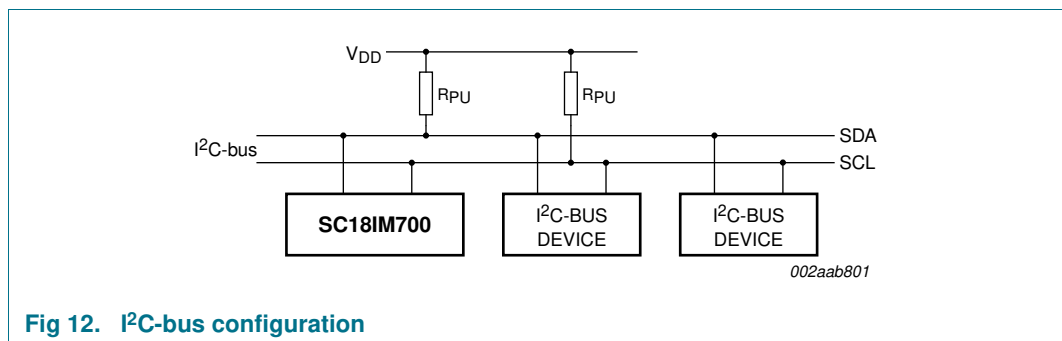 VDD
RPU RPU
I2C-bus
SDA
SCL
SC18IM700
I2C-BUS
DEVICE
I2C-BUS
DEVICE
002aab801
Fig 12. I2C-bus configuration